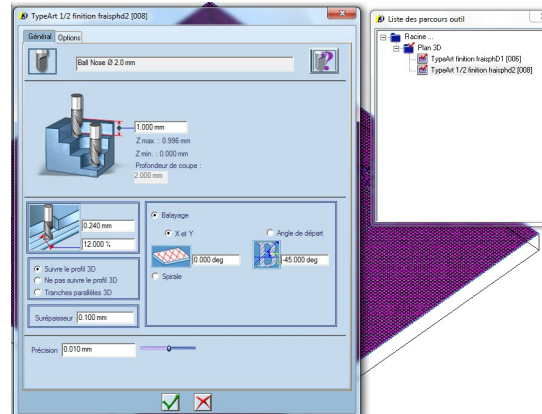 TypeArt 1/2 finition fraisphd2 [008]
Général Options
Ball Nose Ø 2.0 mm
1.000 mm
Z max. : 0.996 mm
Z min. : 0.000 mm
Profondeur de coupe :
2.000 mm
0.240 mm
12.000 %
Balayage
X et Y
Angle de départ
0.000 deg
-45.000 deg
Spirale
Suivre le profil 3D
Ne pas suivre le profil 3D
Tranches parallèles 3D
Surépaisseur 0.100 mm
Précision 0.010 mm
Liste des parcours outil
Racine ...
Plan 3D
TypeArt finition fraisphD1 [006]
TypeArt 1/2 finition fraisphd2 [008]